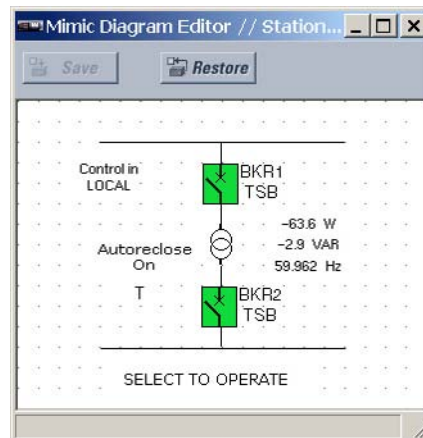 Mimic Diagram Editor // Station...
Save
Restore
Control in
LOCAL
BKR1
TSB
-63.6 W
-2.9 VAR
59.962 Hz
Autoreclose
On
T
BKR2
TSB
SELECT TO OPERATE